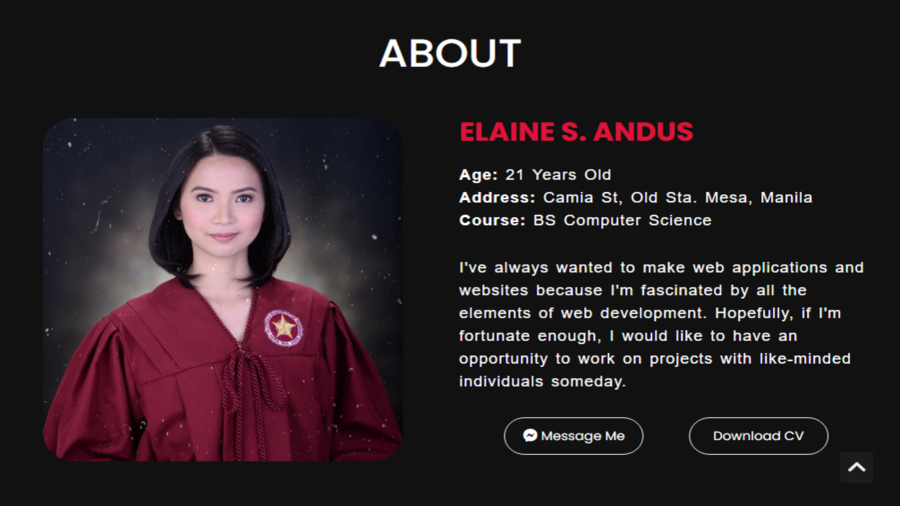 ABOUT
ELAINE S. ANDUS
Age: 21 Years Old
Address: Camia St, Old Sta. Mesa, Manila
Course: BS Computer Science
I've always wanted to make web applications and
websites because I'm fascinated by all the
elements of web development. Hopefully, if I'm
fortunate enough, I would like to have an
opportunity to work on projects with like-minded
individuals someday.
Message Me
Download CV